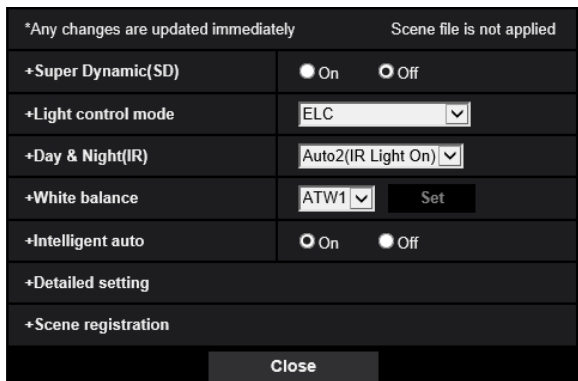 *Any changes are updated immediately Scene file is not applied
+Super Dynamic(SD) On Off
+Light control mode ELC
+Day & Night(IR) Auto2(IR Light On)
+White balance ATW1 Set
+Intelligent auto On Off
+Detailed setting
+Scene registration
Close